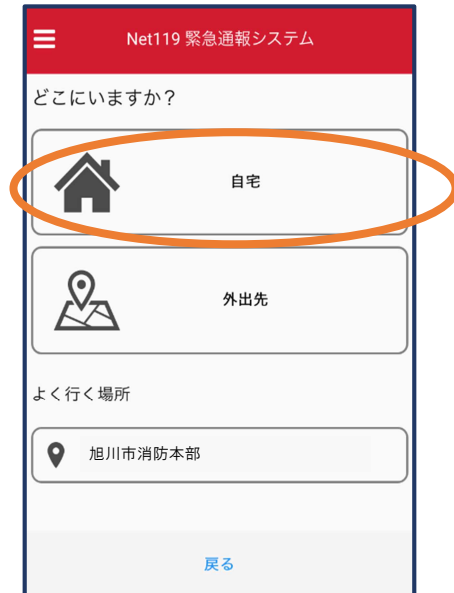 Net119 緊急通報システム
どこにいますか？
自宅
外出先
よく行く場所
旭川市消防本部
戻る